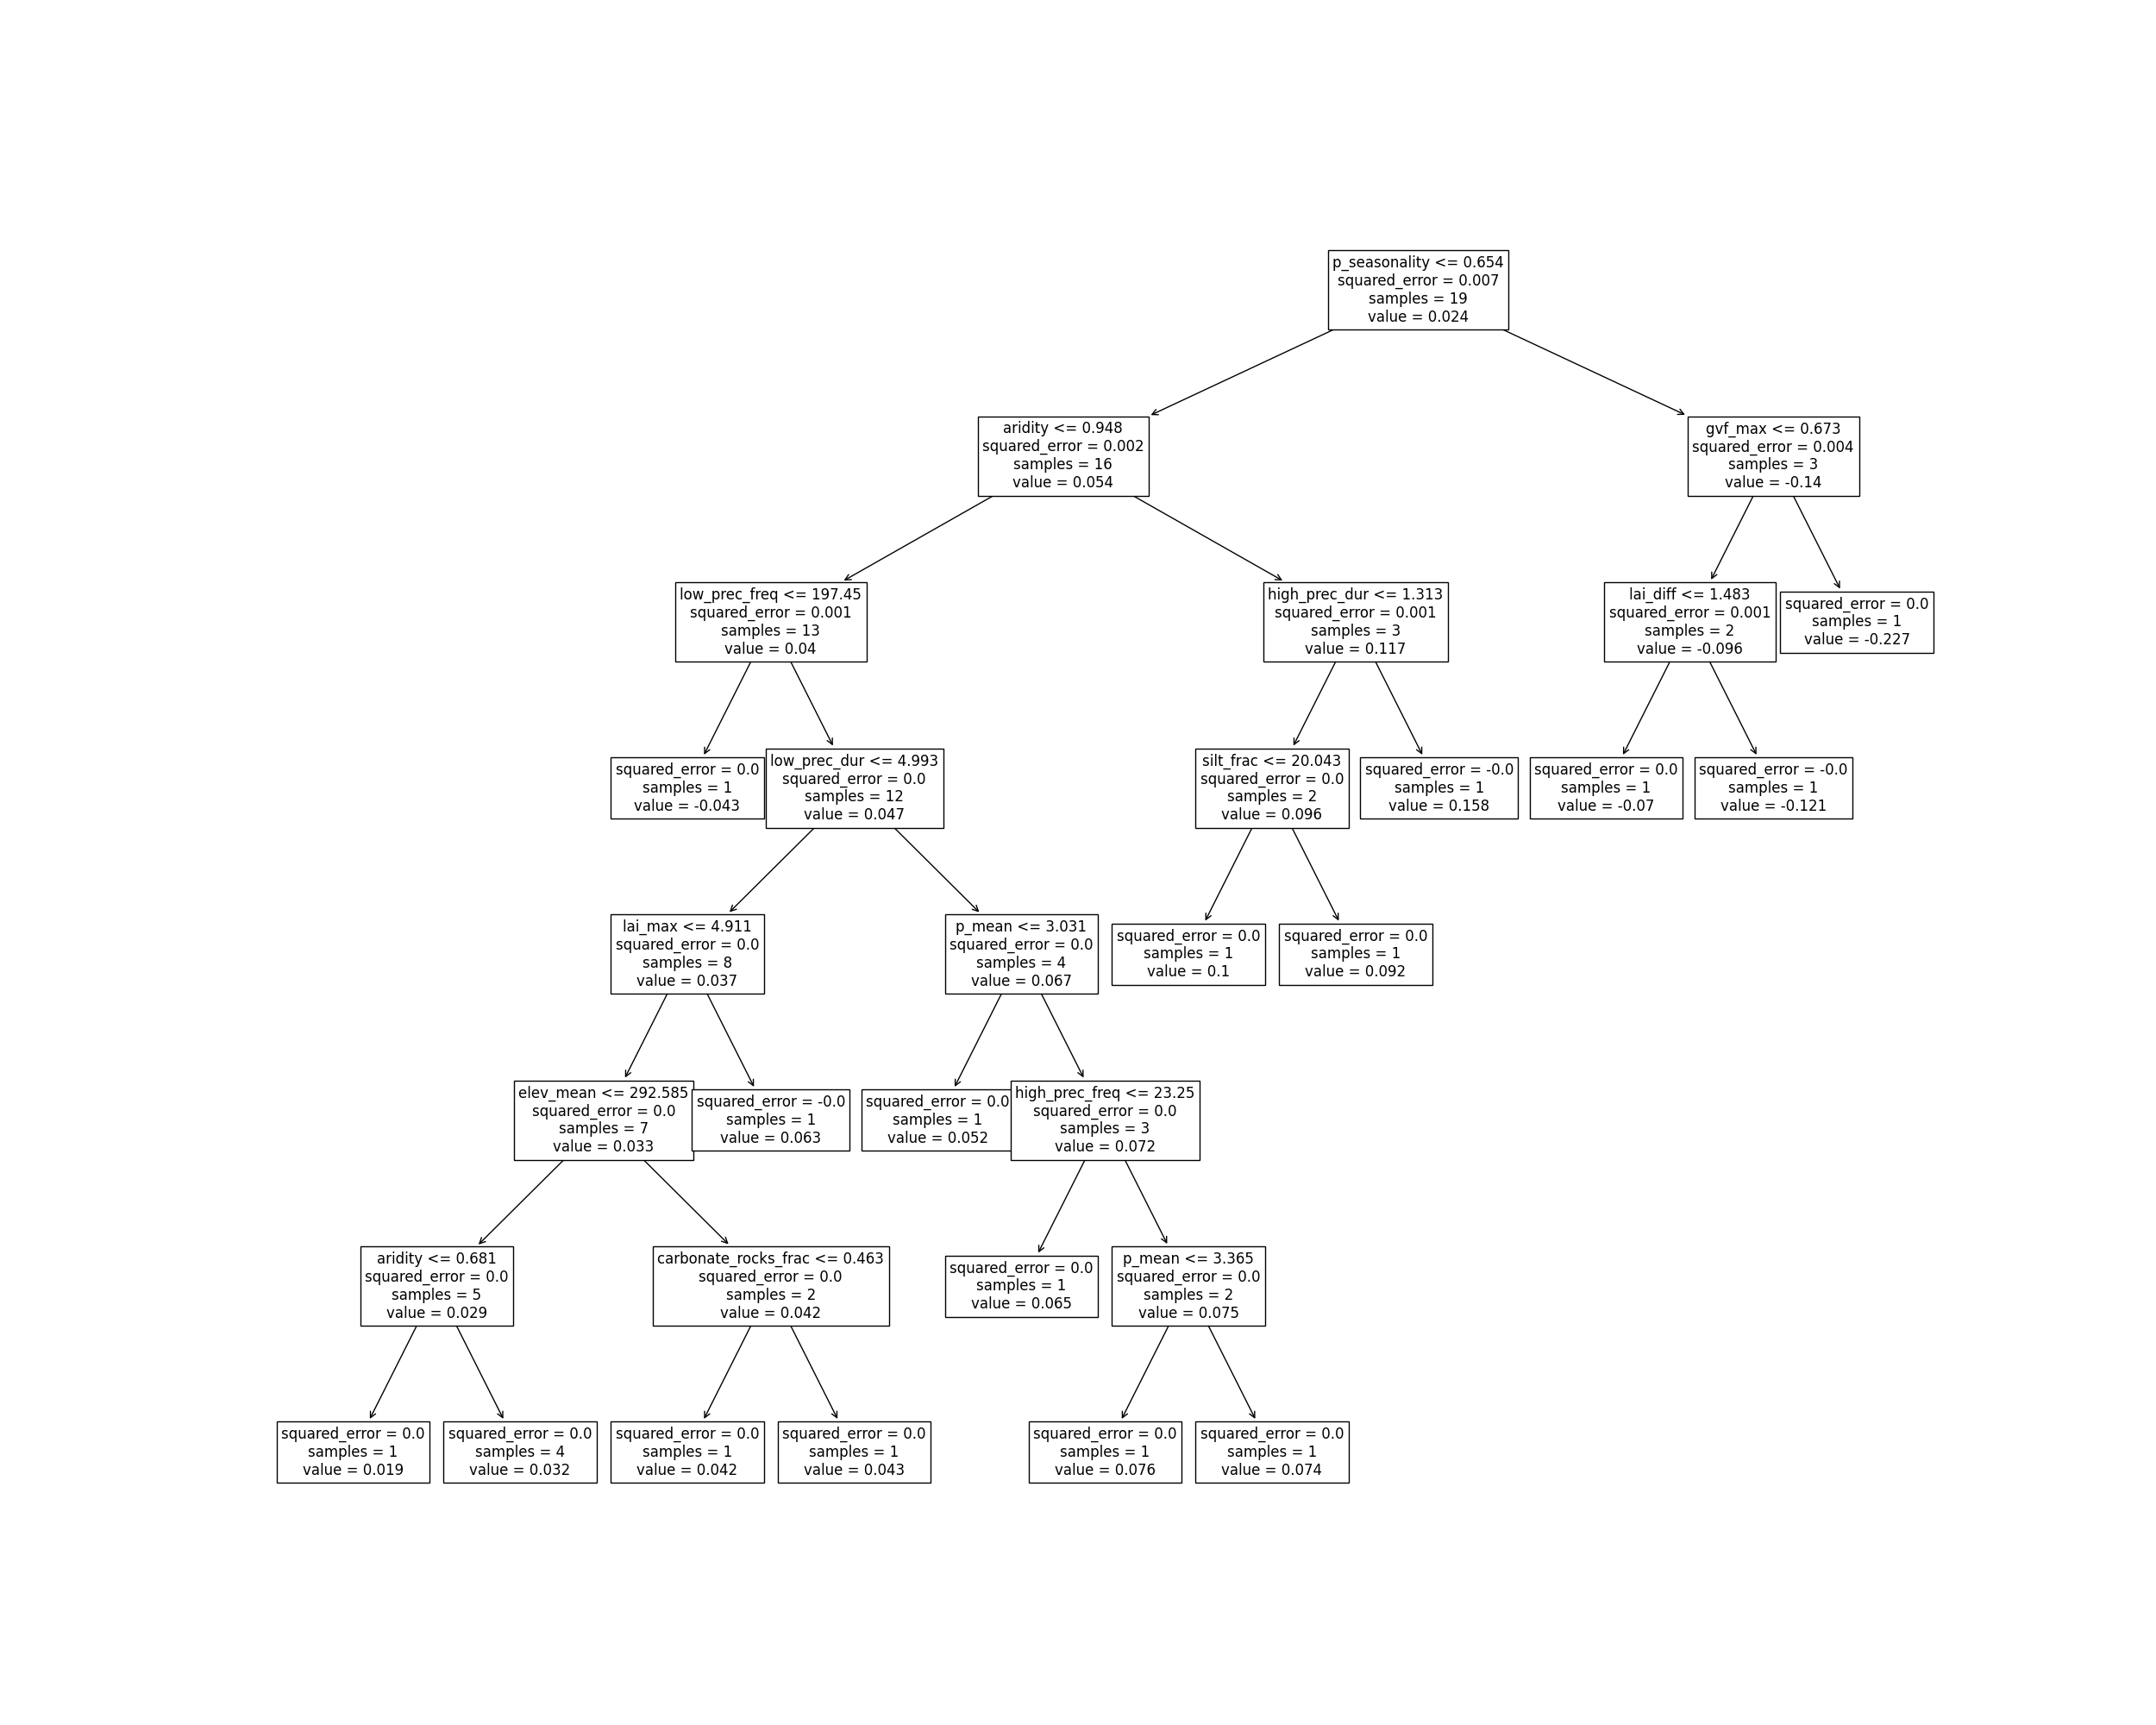 p_seasonality <= 0.654
squared_error = 0.007
samples = 19
value = 0.024
aridity <= 0.948
squared_error = 0.002
samples = 16
value = 0.054
gvf_max <= 0.673
squared_error = 0.004
samples = 3
value = -0.14
low_prec_freq <= 197.45
squared_error = 0.001
samples = 13
value = 0.04
high_prec_dur <= 1.313
squared_error = 0.001
samples = 3
value = 0.117
lai_diff <= 1.483
squared_error = 0.001
samples = 2
value = -0.096
squared_error = 0.0
samples = 1
value = -0.227
squared_error = 0.0
samples = 1
value = -0.043
low_prec_dur <= 4.993
squared_error = 0.0
samples = 12
value = 0.047
silt_frac <= 20.043
squared_error = 0.0
samples = 2
value = 0.096
squared_error = -0.0
samples = 1
value = 0.158
squared_error = 0.0
samples = 1
value = -0.07
squared_error = -0.0
samples = 1
value = -0.121
lai_max <= 4.911
squared_error = 0.0
samples = 8
value = 0.037
p_mean <= 3.031
squared_error = 0.0
samples = 4
value = 0.067
squared_error = 0.0
samples = 1
value = 0.1
squared_error = 0.0
samples = 1
value = 0.092
elev_mean <= 292.585
squared_error = 0.0
samples = 7
value = 0.033
squared_error = -0.0
samples = 1
value = 0.063
squared_error = 0.0
samples = 1
value = 0.052
high_prec_freq <= 23.25
squared_error = 0.0
samples = 3
value = 0.072
aridity <= 0.681
squared_error = 0.0
samples = 5
value = 0.029
carbonate_rocks_frac <= 0.463
squared_error = 0.0
samples = 2
value = 0.042
squared_error = 0.0
samples = 1
value = 0.065
p_mean <= 3.365
squared_error = 0.0
samples = 2
value = 0.075
squared_error = 0.0
samples = 1
value = 0.019
squared_error = 0.0
samples = 4
value = 0.032
squared_error = 0.0
samples = 1
value = 0.042
squared_error = 0.0
samples = 1
value = 0.043
squared_error = 0.0
samples = 1
value = 0.076
squared_error = 0.0
samples = 1
value = 0.074